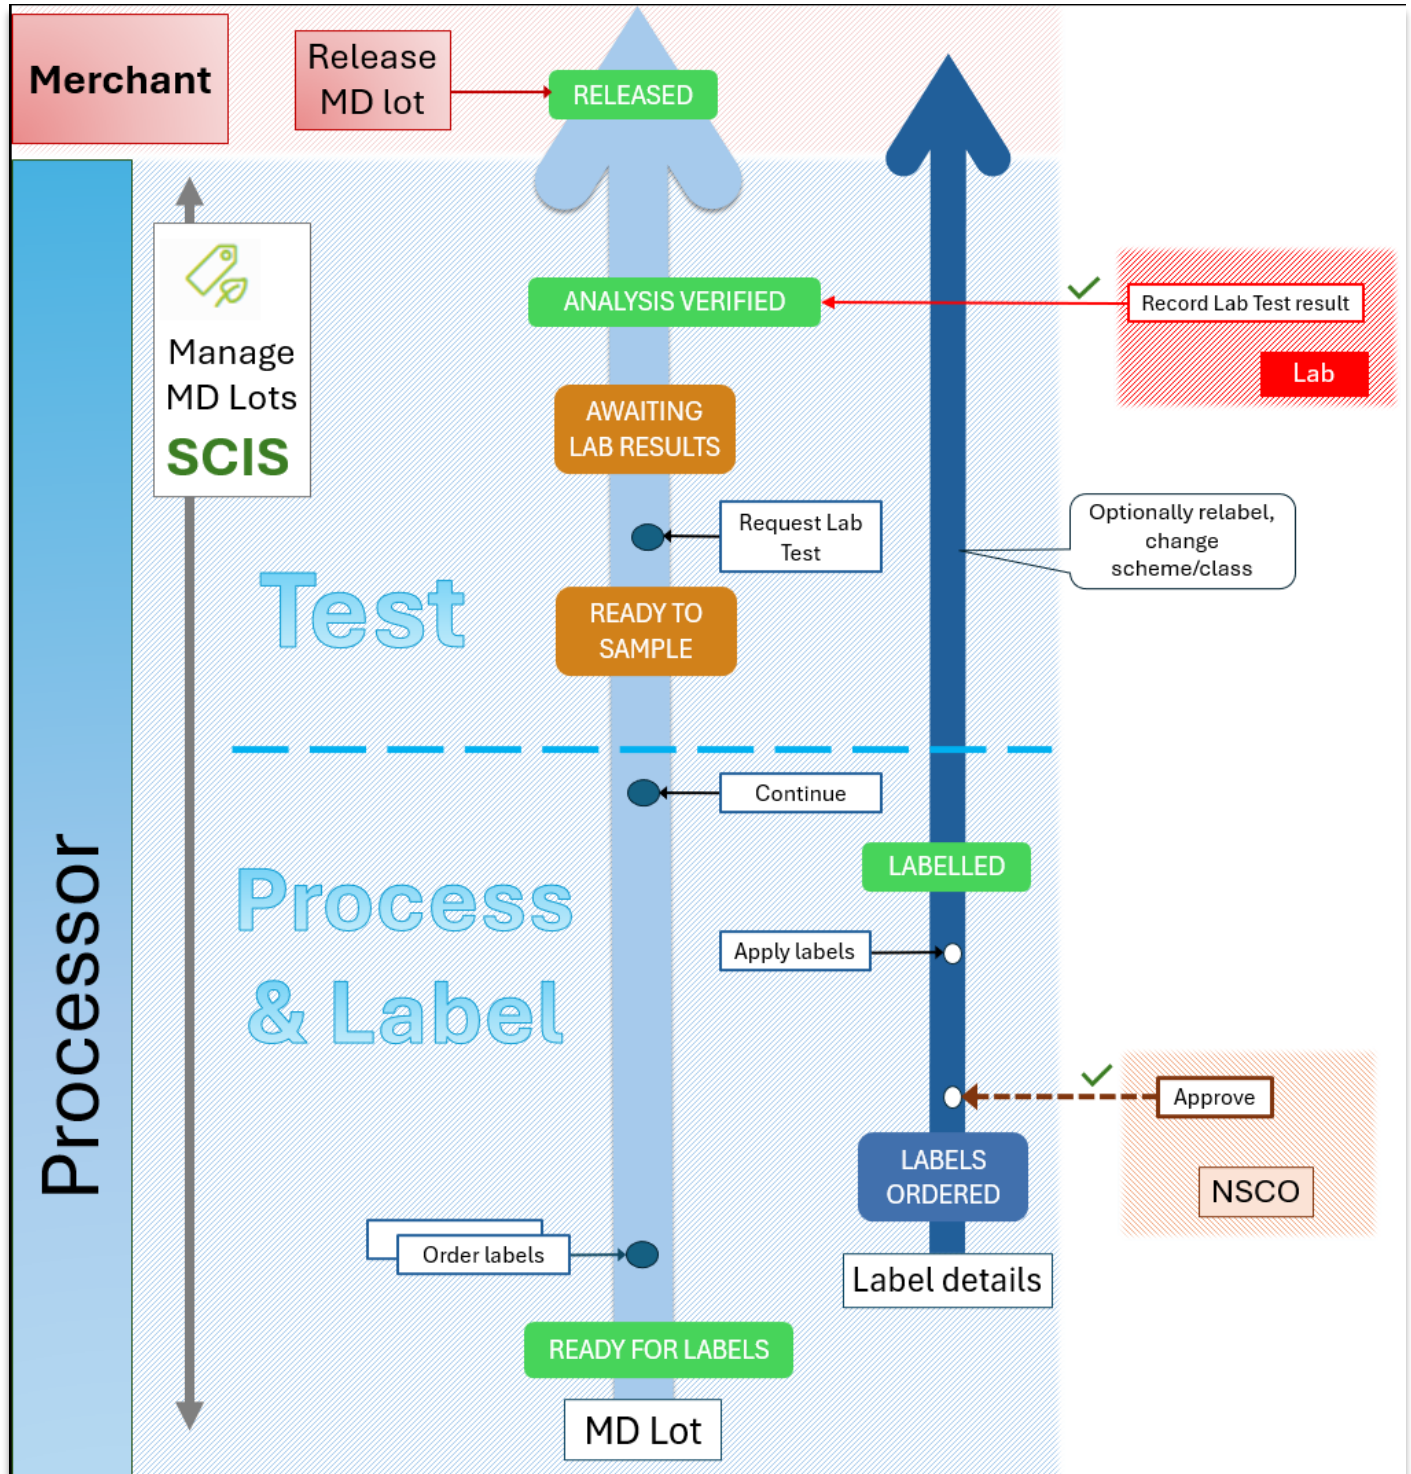 Merchant
Release
MD lot
RELEASED
Manage
MD Lots
SCIS
ANALYSIS VERIFIED
Record Lab Test result
Lab
AWAITING
LAB RESULTS
Request Lab
Test
Optionally relabel,
change
scheme/class
Test
READY TO
SAMPLE
Continue
Processor
Process
& Label
LABELLED
Apply labels
Approve
NSCO
LABELS
ORDERED
Order labels
Label details
READY FOR LABELS
MD Lot